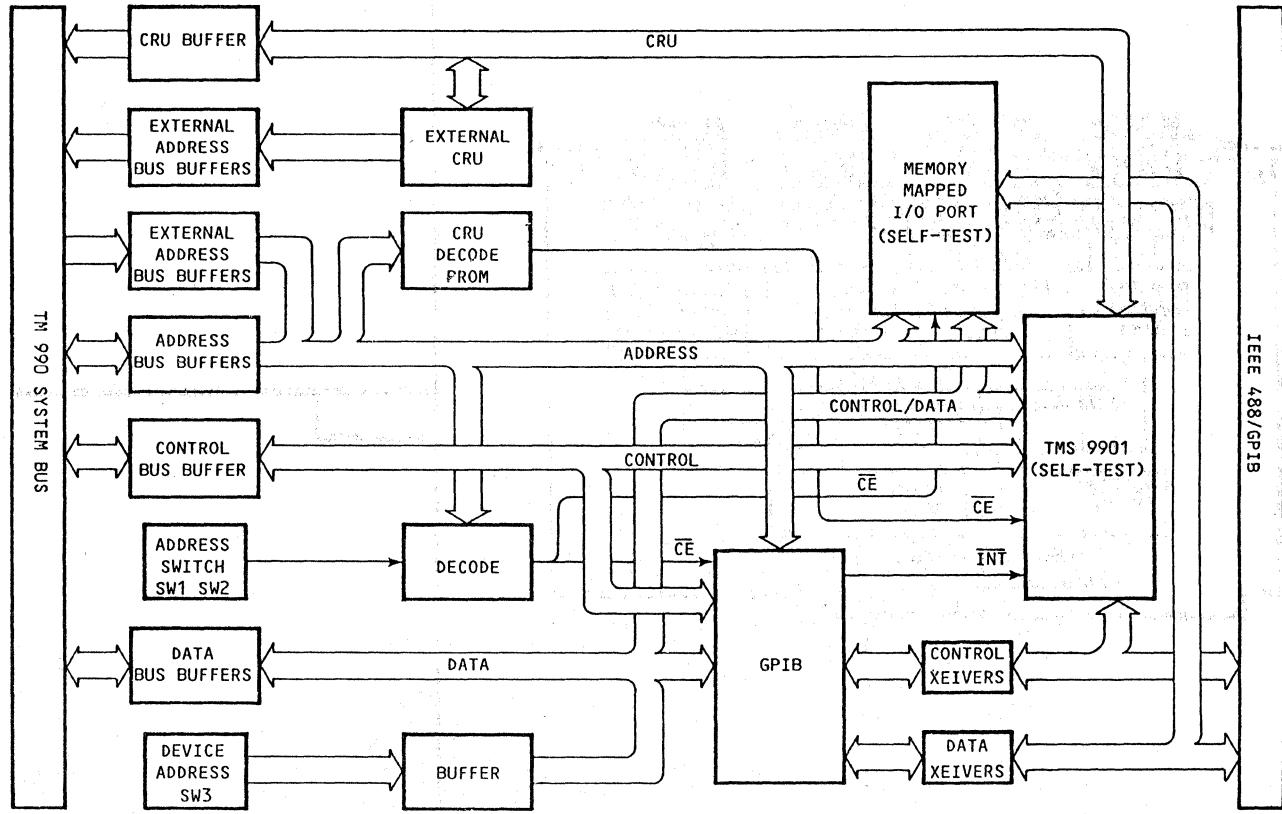 TM 990 SYSTEM BUS
CRU BUFFER
CRU
EXTERNAL
ADDRESS
BUS BUFFERS
EXTERNAL
CRU
MEMORY
MAPPED
I/O PORT
(SELF-TEST)
EXTERNAL
ADDRESS
BUS BUFFERS
CRU
DECODE
PROM
ADDRESS
BUS BUFFERS
ADDRESS
CONTROL/DATA
CONTROL
BUS BUFFER
CONTROL
TMS 9901
(SELF-TEST)
IEEE 488/GPIB
CE
CE
ADDRESS
SWITCH
SW1 SW2
DECODE
CE
INT
DATA
BUS BUFFERS
DATA
GPIB
CONTROL
XEIVERS
DEVICE
ADDRESS
SW3
BUFFER
DATA
XEIVERS